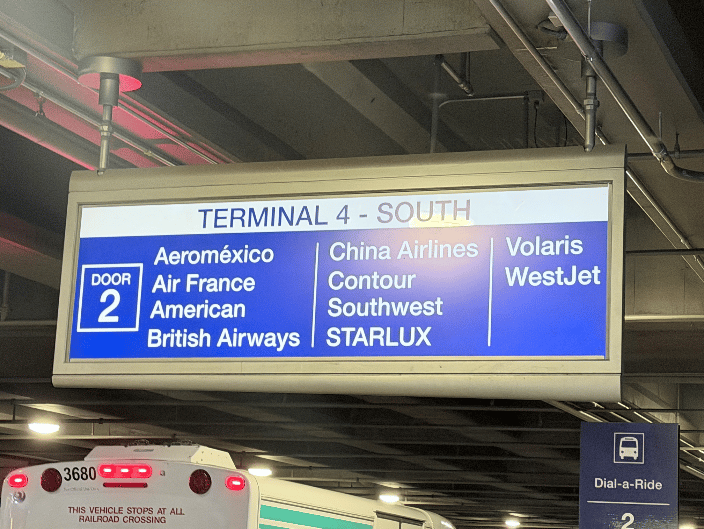 TERMINAL 4 - SOUTH
DOOR
2
Aeroméxico
Air France
American
British Airways
China Airlines
Contour
Southwest
STARLUX
Volaris
WestJet
3680
THIS VEHICLE STOPS AT ALL
RAILROAD CROSSING
Dial-a-Ride
2